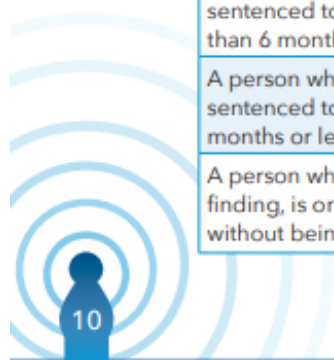 sentenced to
than 6 mont
A person wh
sentenced to
months or le
A person wh
finding, is or
without bein
10